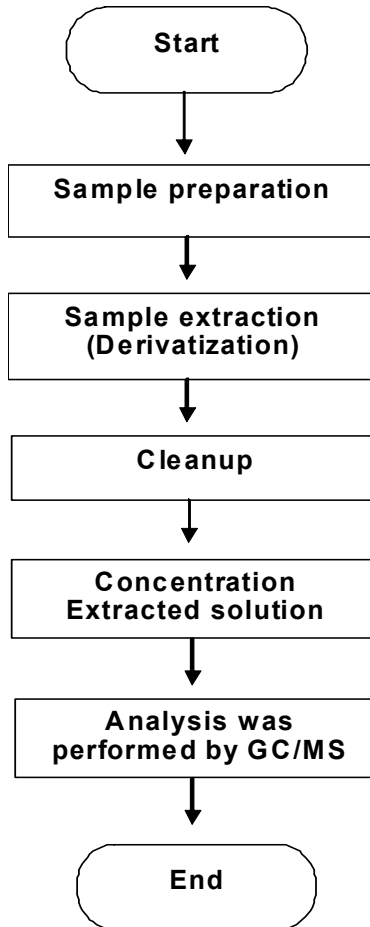 Start
Sample preparation
Sample extraction
(Derivatization)
Cleanup
Concentration
Extracted solution
Analysis was
performed by GC/MS
End